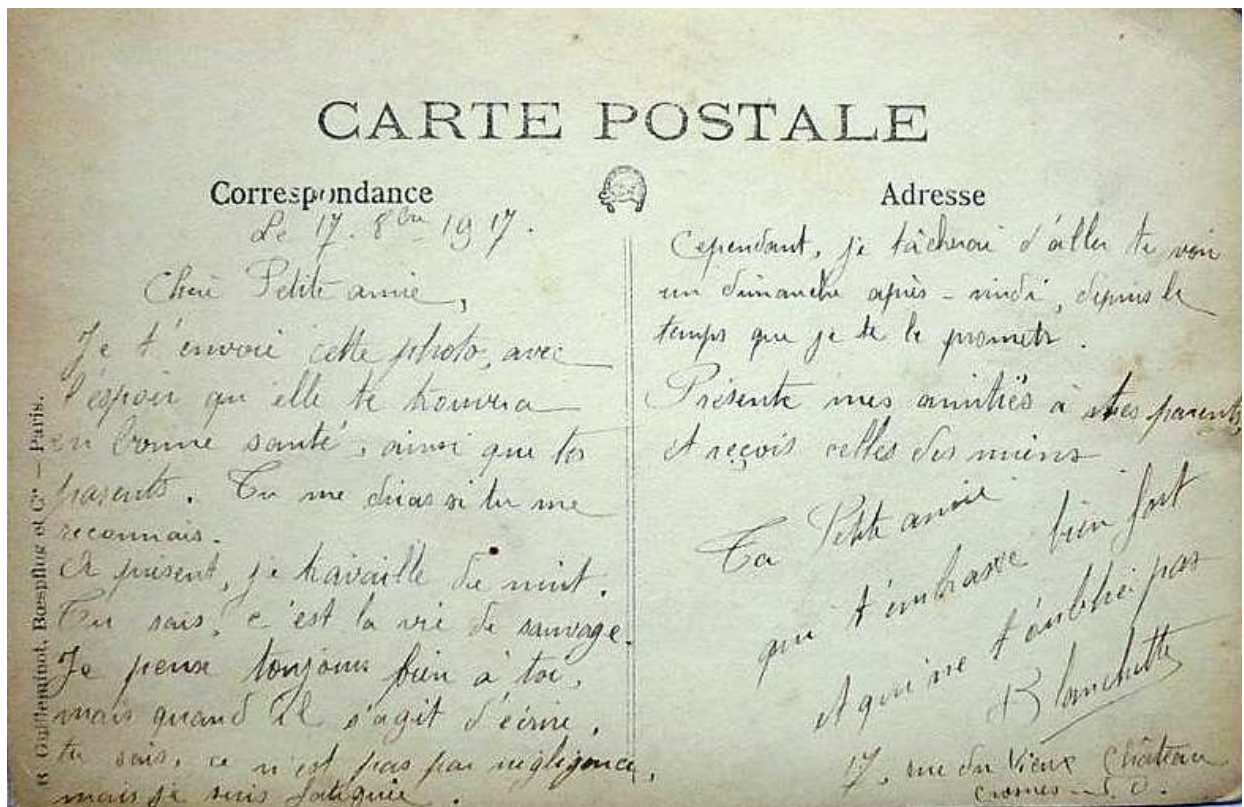 CARTE POSTALE
Correspondance
Le 17. 8bre 1917.
Chère Petite amie,
Je t'envoie cette photo, avec
l'espoir qu'elle te trouvera
en bonne santé, ainsi que tes
parents. Tu me diras si tu me
reconnais.
A présent, je travaille de nuit.
Tu sais, c'est la vie de sauvage.
Je pense toujours bien à toi,
mais quand il s'agit d'écrire,
tu sais, ce n'est pas par négligence,
mais je suis fatiguée.
Adresse
Cependant, je tâcherai d'aller te voir
un dimanche après-midi, depuis le
temps que je te le promets.
Présente mes amitiés à tes parents,
et reçois celles des miens.
Ta Petite amie
qui t'embrasse bien fort
et qui ne t'oublie pas
Blanchette
17, rue du Vieux Château
Crosnes - S. O.
R. Guilleminot, Bœspflug et Cie. — Paris.